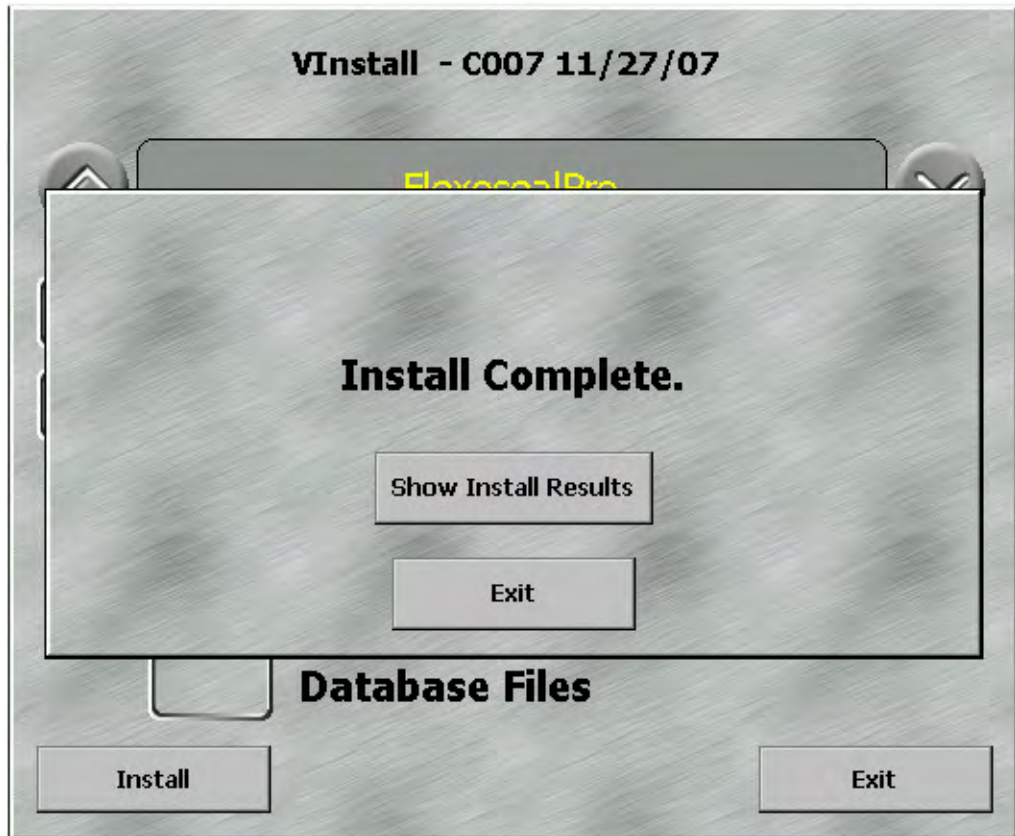 VInstall - C007 11/27/07
Install Complete.
Show Install Results
Exit
Database Files
Install
Exit